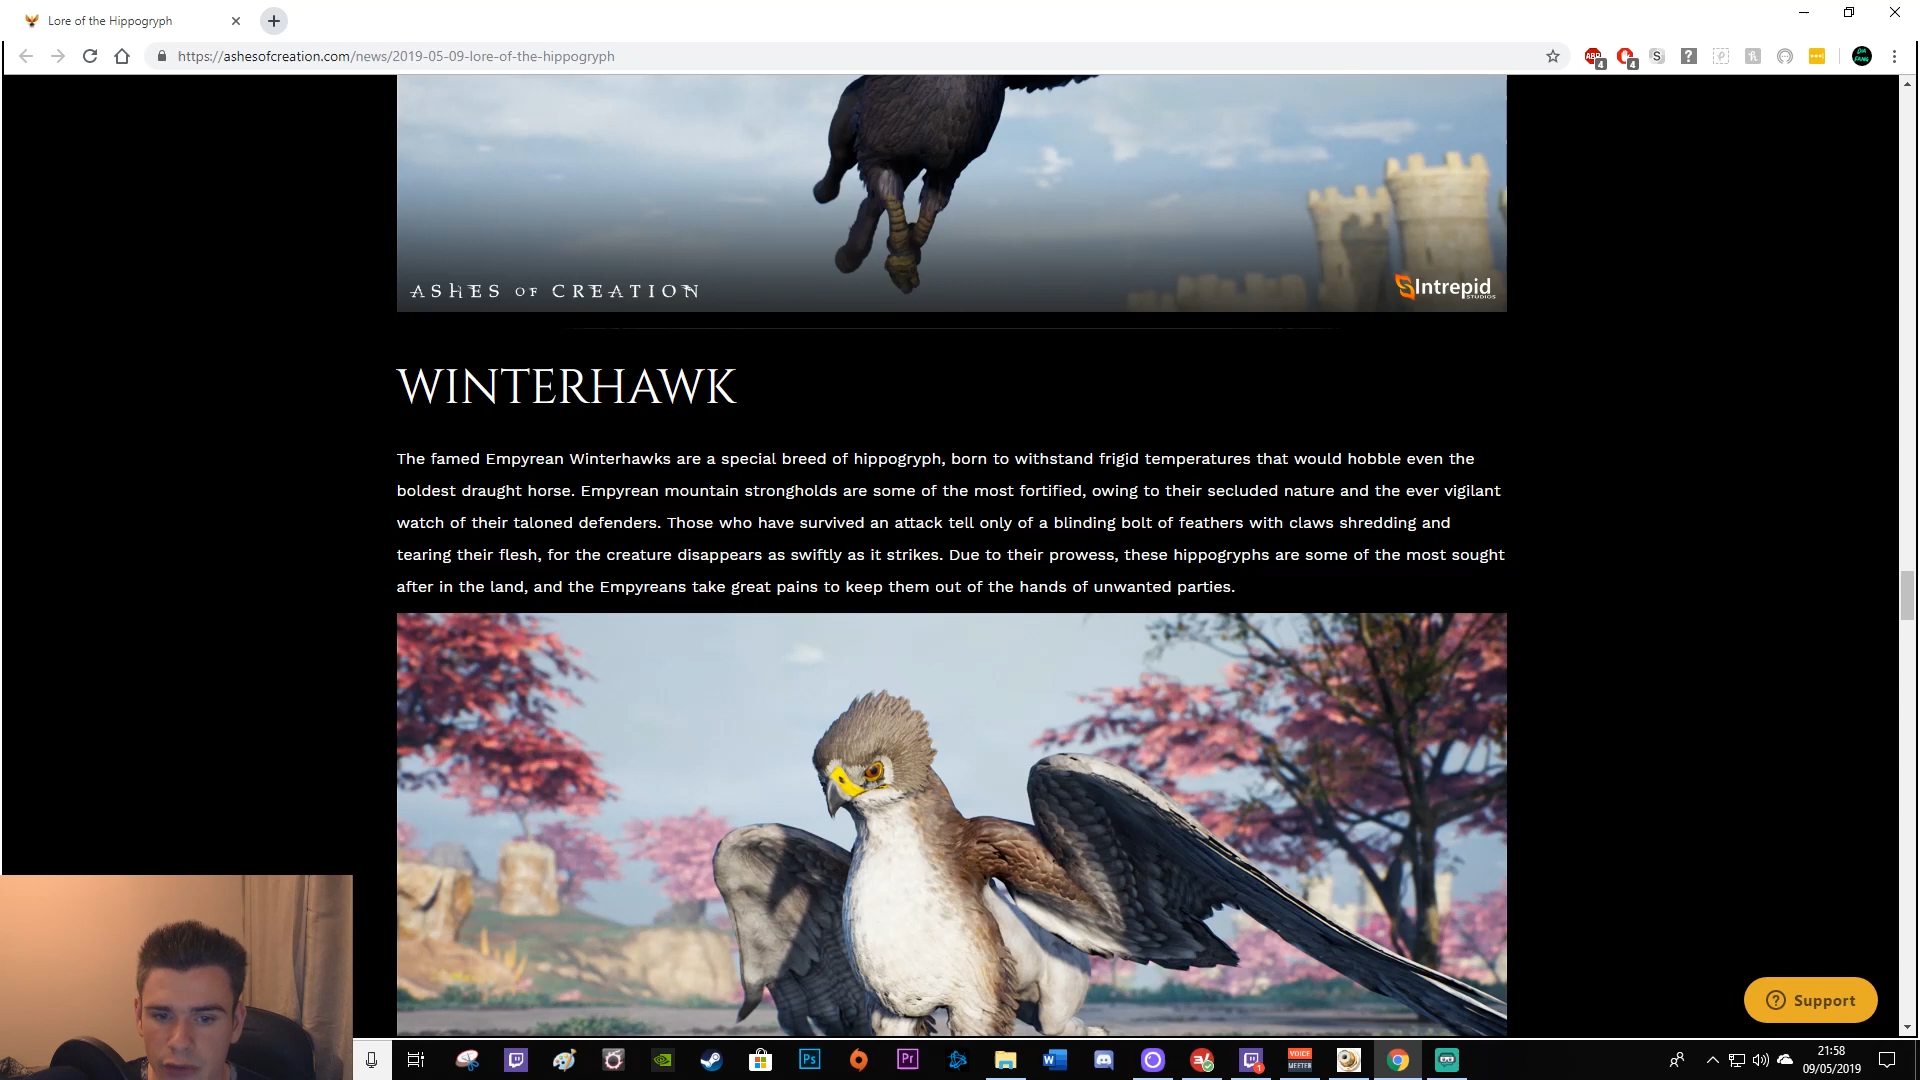 Lore of the Hippogryph
https://ashesofcreation.com/news/2019-05-09-lore-of-the-hippogryph
ASHES OF CREATION
Intrepid
STUDIOS
WINTERHAWK
The famed Empyrean Winterhawks are a special breed of hippogryph, born to withstand frigid temperatures that would hobble even the
boldest draught horse. Empyrean mountain strongholds are some of the most fortified, owing to their secluded nature and the ever vigilant
watch of their taloned defenders. Those who have survived an attack tell only of a blinding bolt of feathers with claws shredding and
tearing their flesh, for the creature disappears as swiftly as it strikes. Due to their prowess, these hippogryphs are some of the most sought
after in the land, and the Empyreans take great pains to keep them out of the hands of unwanted parties.
Support
21:58
09/05/2019